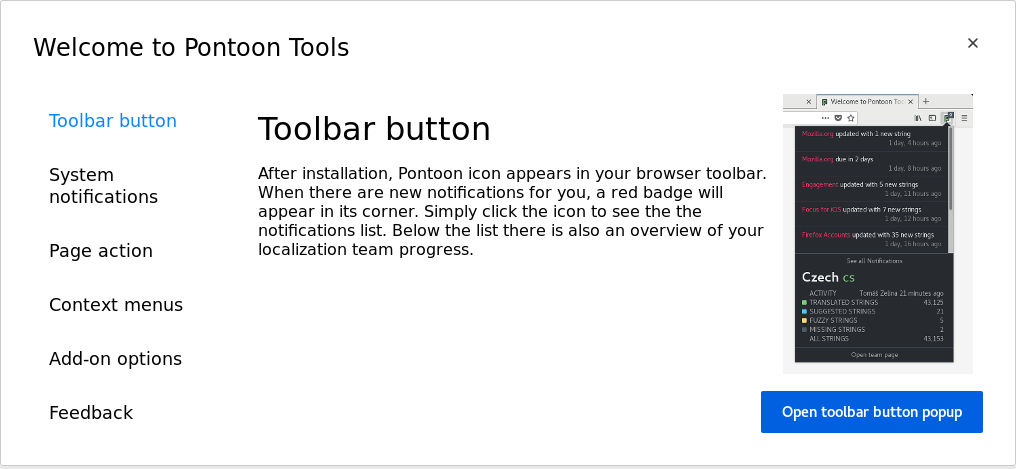 Welcome to Pontoon Tools
Toolbar button
System
notifications
Page action
Context menus
Add-on options
Feedback
Toolbar button
After installation, Pontoon icon appears in your browser toolbar.
When there are new notifications for you, a red badge will
appear in its corner. Simply click the icon to see the the
notifications list. Below the list there is also an overview of your
localization team progress.
Welcome to Pontoon Too
Mozilla.org updated with 1 new string
1 day, 4 hours ago
Mozilla.org due in 2 days
1 day, 8 hours ago
Engagement updated with 5 new strings
1 day, 11 hours ago
Focus for iOS updated with 7 new strings
1 day, 12 hours ago
Firefox Accounts updated with 35 new strings
1 day, 16 hours ago
See all Notifications
Czech cs
ACTIVITY Tomáš Zelina 21 minutes ago
TRANSLATED STRINGS 43,125
SUGGESTED STRINGS 21
FUZZY STRINGS 5
MISSING STRINGS 2
ALL STRINGS 43,153
Open team page
Open toolbar button popup